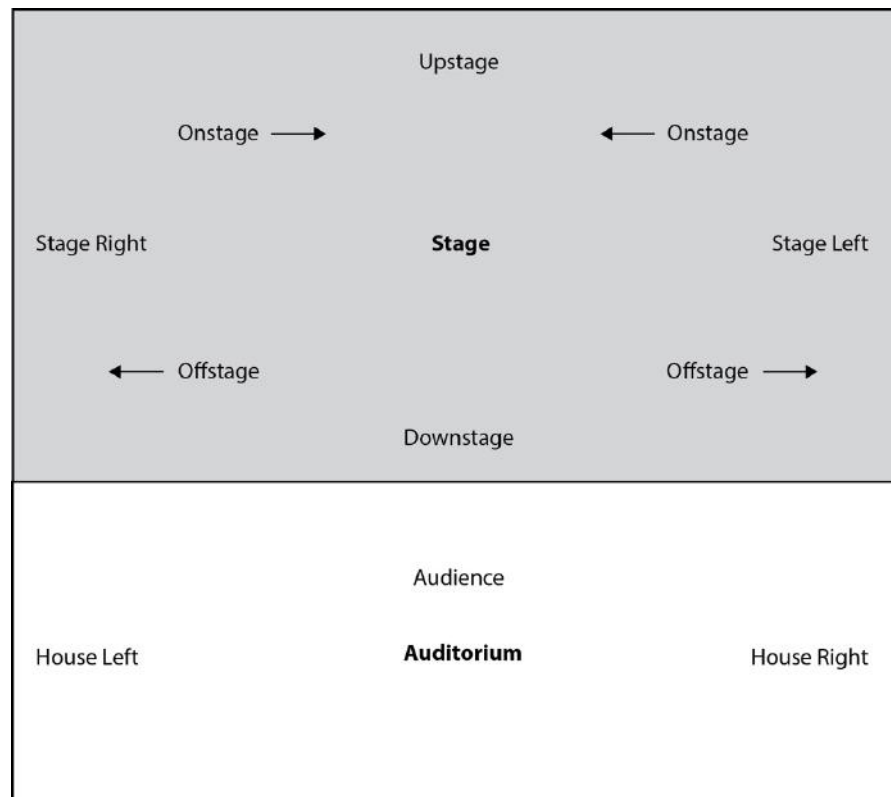 Upstage
Onstage Onstage
Stage Right Stage Stage Left
Offstage Offstage
Downstage
Audience
House Left Auditorium House Right